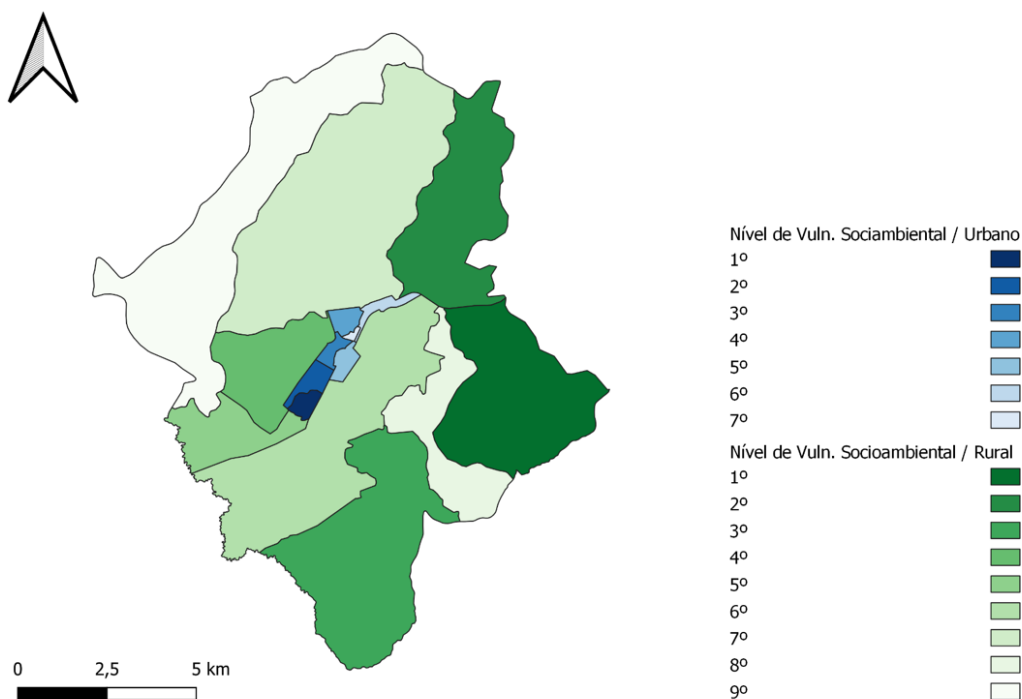 Nível de Vuln. Sociambiental / Urbano
1º
2º
3º
4º
5º
6º
7º
Nível de Vuln. Socioambiental / Rural
1º
2º
3º
4º
5º
6º
7º
8º
9º
0 2,5 5 km